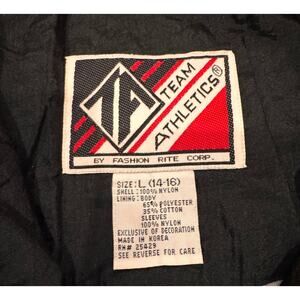 TA
TEAM
ATHLETICS®
BY FASHION RITE CORP.
SIZE: L (14-16)
SHELL: 100% NYLON
LINING: BODY
65% POLYESTER
35% COTTON
SLEEVES
100% NYLON
EXCLUSIVE OF DECORATION
MADE IN KOREA
RN# 25429
SEE REVERSE FOR CARE